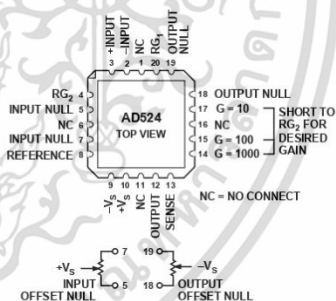 +INPUT
–INPUT
NC
RG1
OUTPUT NULL
3 2 1 20 19
RG2 4
INPUT NULL 5
NC 6
INPUT NULL 7
REFERENCE 8
AD524
TOP VIEW
18 OUTPUT NULL
17 G = 10
16 NC
15 G = 100
14 G = 1000
SHORT TO
RG2 FOR
DESIRED
GAIN
9 10 11 12 13
–VS
+VS
NC
OUTPUT
SENSE
NC = NO CONNECT
+VS
7
5
INPUT
OFFSET NULL
19
–VS
18
OUTPUT
OFFSET NULL